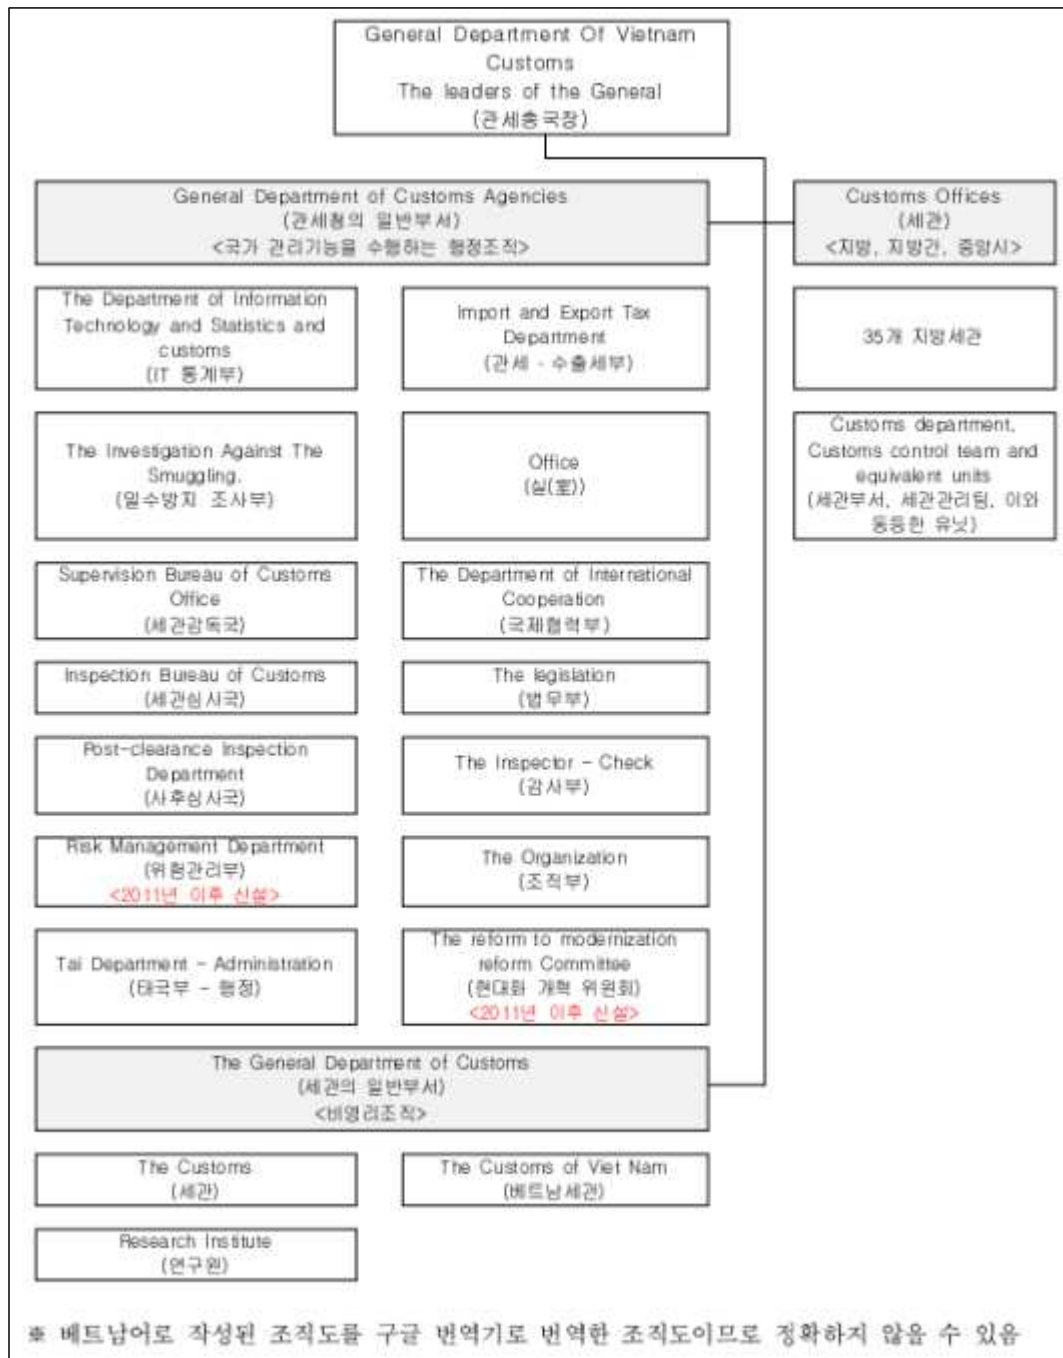 General Department Of Vietnam
Customs
The leaders of the General
(관세총국장)
General Department of Customs Agencies
(관세청의 일반부서)
<국가 관리기능을 수행하는 행정조직>
Customs Offices
(세관)
<지방, 지방간, 중앙시>
The Department of Information
Technology and Statistics and
customs
(IT 통계부)
Import and Export Tax
Department
(관세 - 수출세부)
35개 지방세관
The Investigation Against The
Smuggling,
(밀수방지 조사부)
Office
(실(室))
Customs department,
Customs control team and
equivalent units
(세관부서, 세관관리팀, 이와
동등한 유닛)
Supervision Bureau of Customs
Office
(세관감독국)
The Department of International
Cooperation
(국제협력부)
Inspection Bureau of Customs
(세관심사국)
The legislation
(법무부)
Post-clearance Inspection
Department
(사후심사국)
The Inspector - Check
(감사부)
Risk Management Department
(위험관리부)
<2011년 이후 신설>
The Organization
(조직부)
Tai Department - Administration
(태국부 - 행정)
The reform to modernization
reform Committee
(현대화 개혁 위원회)
<2011년 이후 신설>
The General Department of Customs
(세관의 일반부서)
<비영리조직>
The Customs
(세관)
The Customs of Viet Nam
(베트남세관)
Research Institute
(연구원)
※ 베트남어로 작성된 조직도를 구글 번역기로 번역한 조직도이므로 정확하지 않을 수 있음